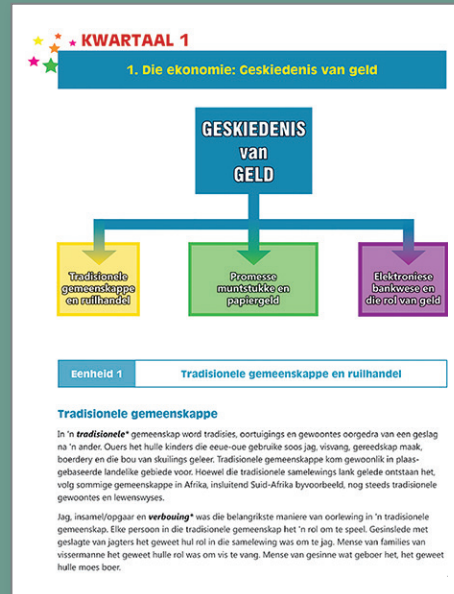 KWARTAAL 1
1. Die ekonomie: Geskiedenis van geld
GESKIEDENIS
van
GELD
Tradisionele
gemeenskappe
en ruilhandel
Promesse
muntstukke en
papiergeld
Elektroniese
bankwese en
die rol van geld
Eenheid 1
Tradisionele gemeenskappe en ruilhandel
Tradisionele gemeenskappe
In 'n tradisionele* gemeenskap word tradisies, oortuigings en gewoontes oorgedra van een geslag
na 'n ander. Ouers het hulle kinders die eeue-oue gebruike soos jag, visvang, gereedskap maak,
boerdery en die bou van skuilings geleer. Tradisionele gemeenskappe kom gewoonlik in plaas-
gebaseerde landelike gebiede voor. Hoewel die tradisionele samelewings lank gelede ontstaan het,
volg sommige gemeenskappe in Afrika, insluitend Suid-Afrika byvoorbeeld, nog steeds tradisionele
gewoontes en lewenswyses.
Jag, insamel/opgaar en verbouing* was die belangrikste maniere van oorlewing in 'n tradisionele
gemeenskap. Elke persoon in die tradisionele gemeenskap het 'n rol om te speel. Gesinslede met
geslagte van jagters het geweet hul rol in die samelewing was om te jag. Mense van families van
vissermanne het geweet hulle rol was om vis te vang. Mense van gesinne wat geboer het, het geweet
hulle moes boer.